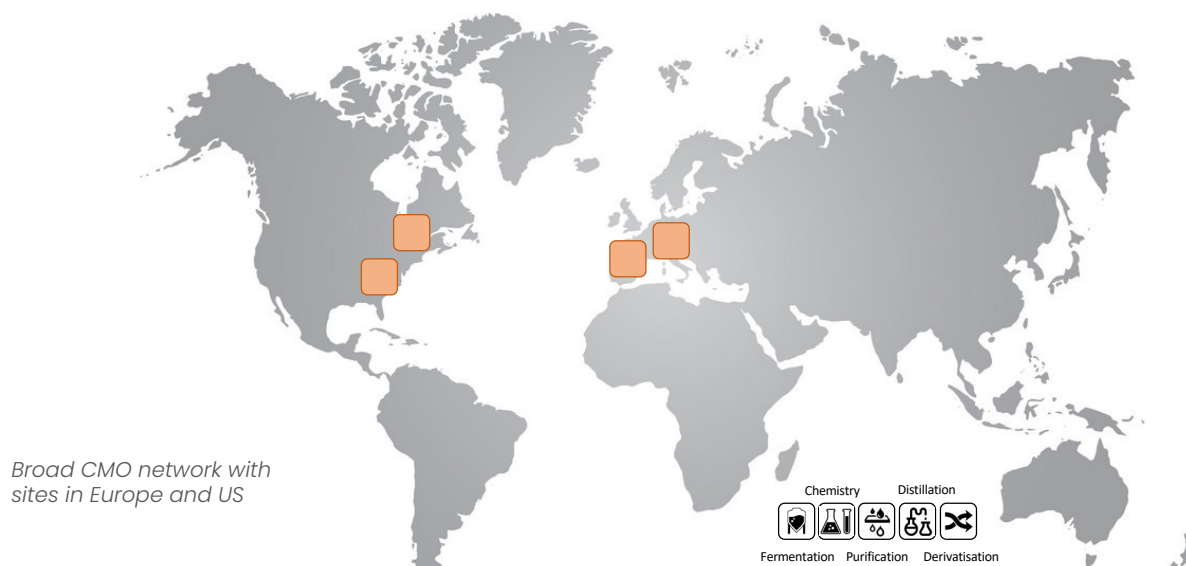 Broad CMO network with
sites in Europe and US
Chemistry Distillation
Fermentation Purification Derivatisation